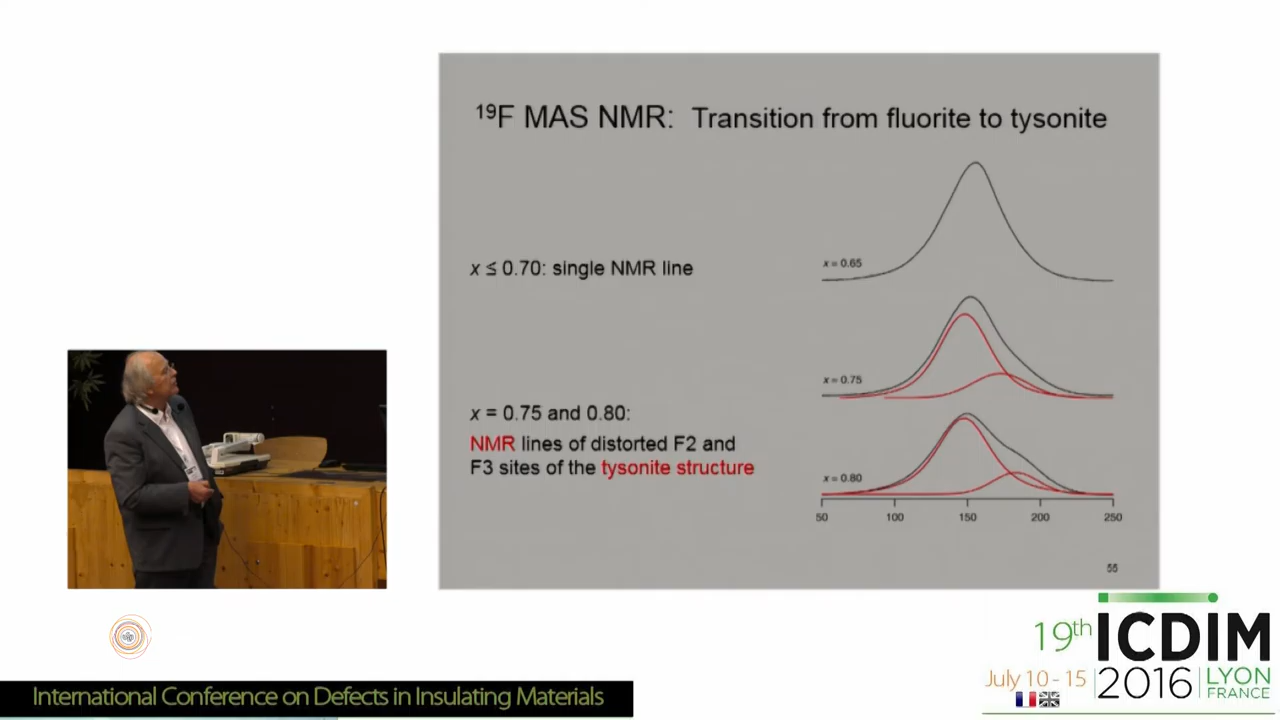 ¹⁹F MAS NMR: Transition from fluorite to tysonite
x = 0.65
x ≤ 0.70: single NMR line
x = 0.75
x = 0.75 and 0.80:
NMR lines of distorted F2 and
F3 sites of the tysonite structure
x = 0.80
50 100 150 200 250
55
19th ICDIM
July 10 - 15 2016 LYON
FRANCE
International Conference on Defects in Insulating Materials